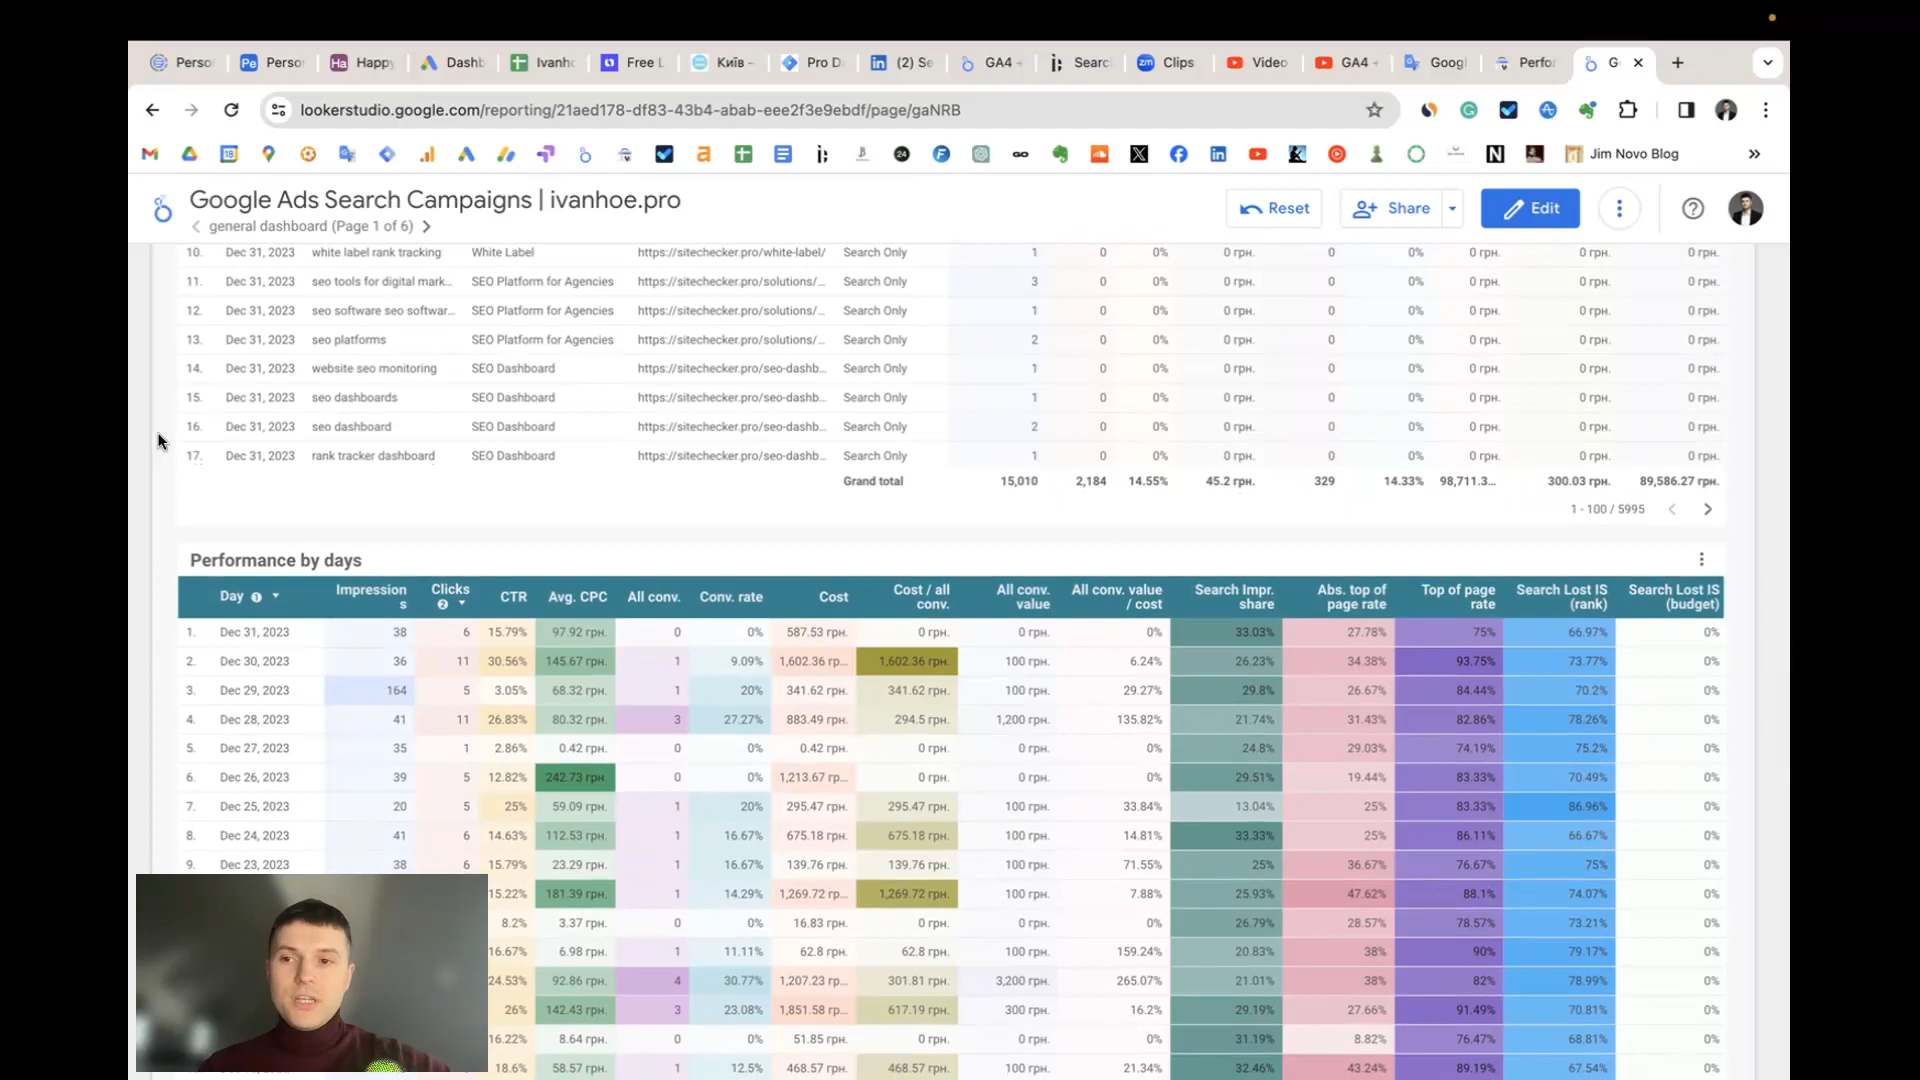 Perso Perso Happy Dashb Ivanho Free L Київ - Pro D (2) Se GA4 - Searc Clips Video GA4 - Googl Perfor G
lookerstudio.google.com/reporting/21aed178-df83-43b4-abab-eee2f3e9ebdf/page/gaNRB
Jim Novo Blog
Google Ads Search Campaigns | ivanhoe.pro
general dashboard (Page 1 of 6)
Reset Share Edit
10. Dec 31, 2023 white label rank tracking White Label https://sitechecker.pro/white-label/ Search Only 1 0 0% 0 грн. 0 0% 0 грн. 0 грн. 0 грн.
11. Dec 31, 2023 seo tools for digital mark... SEO Platform for Agencies https://sitechecker.pro/solutions/... Search Only 3 0 0% 0 грн. 0 0% 0 грн. 0 грн. 0 грн.
12. Dec 31, 2023 seo software seo softwar... SEO Platform for Agencies https://sitechecker.pro/solutions/... Search Only 1 0 0% 0 грн. 0 0% 0 грн. 0 грн. 0 грн.
13. Dec 31, 2023 seo platforms SEO Platform for Agencies https://sitechecker.pro/solutions/... Search Only 2 0 0% 0 грн. 0 0% 0 грн. 0 грн. 0 грн.
14. Dec 31, 2023 website seo monitoring SEO Dashboard https://sitechecker.pro/seo-dashb... Search Only 1 0 0% 0 грн. 0 0% 0 грн. 0 грн. 0 грн.
15. Dec 31, 2023 seo dashboards SEO Dashboard https://sitechecker.pro/seo-dashb... Search Only 1 0 0% 0 грн. 0 0% 0 грн. 0 грн. 0 грн.
16. Dec 31, 2023 seo dashboard SEO Dashboard https://sitechecker.pro/seo-dashb... Search Only 2 0 0% 0 грн. 0 0% 0 грн. 0 грн. 0 грн.
17. Dec 31, 2023 rank tracker dashboard SEO Dashboard https://sitechecker.pro/seo-dashb... Search Only 1 0 0% 0 грн. 0 0% 0 грн. 0 грн. 0 грн.
Grand total 15,010 2,184 14.55% 45.2 грн. 329 14.33% 98,711.3... 300.03 грн. 89,586.27 грн.
1 - 100 / 5995
Performance by days
Day 1 Impressions Clicks 2 CTR Avg. CPC All conv. Conv. rate Cost Cost / all conv. All conv. value All conv. value / cost Search Impr. share Abs. top of page rate Top of page rate Search Lost IS (rank) Search Lost IS (budget)
1. Dec 31, 2023 38 6 15.79% 97.92 грн. 0 0% 587.53 грн. 0 грн. 0 грн. 0% 33.03% 27.78% 75% 66.97% 0%
2. Dec 30, 2023 36 11 30.56% 145.67 грн. 1 9.09% 1,602.36 гр... 1,602.36 грн. 100 грн. 6.24% 26.23% 34.38% 93.75% 73.77% 0%
3. Dec 29, 2023 164 5 3.05% 68.32 грн. 1 20% 341.62 грн. 341.62 грн. 100 грн. 29.27% 29.8% 26.67% 84.44% 70.2% 0%
4. Dec 28, 2023 41 11 26.83% 80.32 грн. 3 27.27% 883.49 грн. 294.5 грн. 1,200 грн. 135.82% 21.74% 31.43% 82.86% 78.26% 0%
5. Dec 27, 2023 35 1 2.86% 0.42 грн. 0 0% 0.42 грн. 0 грн. 0 грн. 0% 24.8% 29.03% 74.19% 75.2% 0%
6. Dec 26, 2023 39 5 12.82% 242.73 грн. 0 0% 1,213.67 гр... 0 грн. 0 грн. 0% 29.51% 19.44% 83.33% 70.49% 0%
7. Dec 25, 2023 20 5 25% 59.09 грн. 1 20% 295.47 грн. 295.47 грн. 100 грн. 33.84% 13.04% 25% 83.33% 86.96% 0%
8. Dec 24, 2023 41 6 14.63% 112.53 грн. 1 16.67% 675.18 грн. 675.18 грн. 100 грн. 14.81% 33.33% 25% 86.11% 66.67% 0%
9. Dec 23, 2023 38 6 15.79% 23.29 грн. 1 16.67% 139.76 грн. 139.76 грн. 100 грн. 71.55% 25% 36.67% 76.67% 75% 0%
15.22% 181.39 грн. 1 14.29% 1,269.72 гр... 1,269.72 грн. 100 грн. 7.88% 25.93% 47.62% 88.1% 74.07% 0%
8.2% 3.37 грн. 0 0% 16.83 грн. 0 грн. 0 грн. 0% 26.79% 28.57% 78.57% 73.21% 0%
16.67% 6.98 грн. 1 11.11% 62.8 грн. 62.8 грн. 100 грн. 159.24% 20.83% 38% 90% 79.17% 0%
24.53% 92.86 грн. 4 30.77% 1,207.23 гр... 301.81 грн. 3,200 грн. 265.07% 21.01% 38% 82% 78.99% 0%
26% 142.43 грн. 3 23.08% 1,851.58 гр... 617.19 грн. 300 грн. 16.2% 29.19% 27.66% 91.49% 70.81% 0%
16.22% 8.64 грн. 0 0% 51.85 грн. 0 грн. 0 грн. 0% 31.19% 8.82% 76.47% 68.81% 0%
18.6% 58.57 грн. 1 12.5% 468.57 грн. 468.57 грн. 100 грн. 21.34% 32.46% 43.24% 89.19% 67.54% 0%